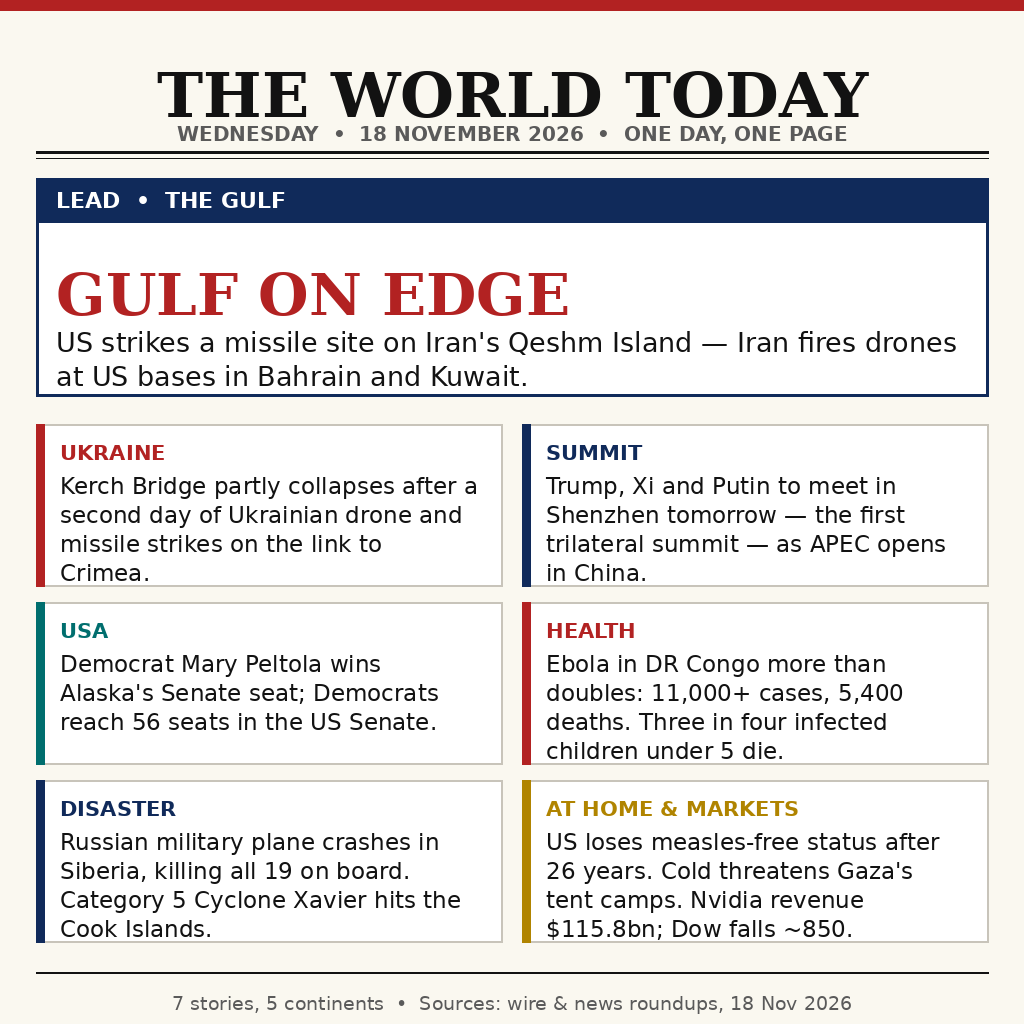 THE WORLD TODAY
WEDNESDAY • 18 NOVEMBER 2026 • ONE DAY, ONE PAGE
LEAD • THE GULF
GULF ON EDGE
US strikes a missile site on Iran's Qeshm Island — Iran fires drones
at US bases in Bahrain and Kuwait.
UKRAINE
Kerch Bridge partly collapses after a
second day of Ukrainian drone and
missile strikes on the link to
Crimea.
SUMMIT
Trump, Xi and Putin to meet in
Shenzhen tomorrow — the first
trilateral summit — as APEC opens
in China.
USA
Democrat Mary Peltola wins
Alaska's Senate seat; Democrats
reach 56 seats in the US Senate.
HEALTH
Ebola in DR Congo more than
doubles: 11,000+ cases, 5,400
deaths. Three in four infected
children under 5 die.
DISASTER
Russian military plane crashes in
Siberia, killing all 19 on board.
Category 5 Cyclone Xavier hits the
Cook Islands.
AT HOME & MARKETS
US loses measles-free status after
26 years. Cold threatens Gaza's
tent camps. Nvidia revenue
$115.8bn; Dow falls ~850.
7 stories, 5 continents • Sources: wire & news roundups, 18 Nov 2026